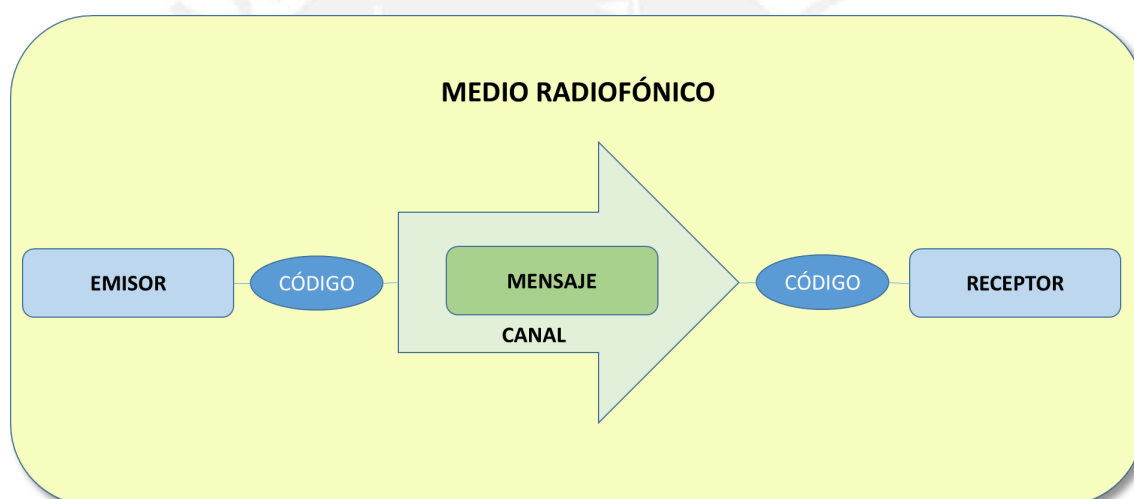 MEDIO RADIOFÓNICO
EMISOR
CÓDIGO
MENSAJE
CANAL
CÓDIGO
RECEPTOR